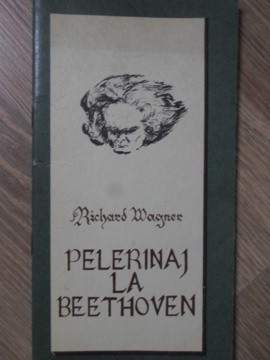 Richard Wagner
PELERINAJ
LA
BEETHOVEN